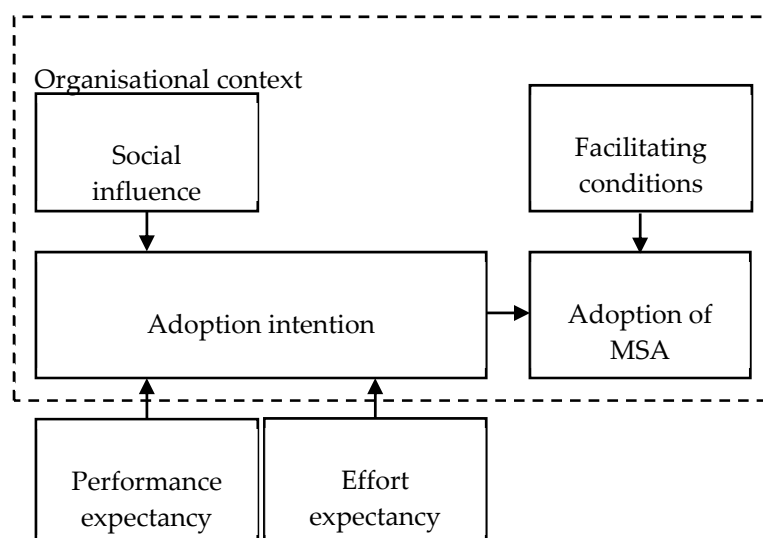 Organisational context
Social
influence
Facilitating
conditions
Adoption intention
Adoption of
MSA
Performance
expectancy
Effort
expectancy